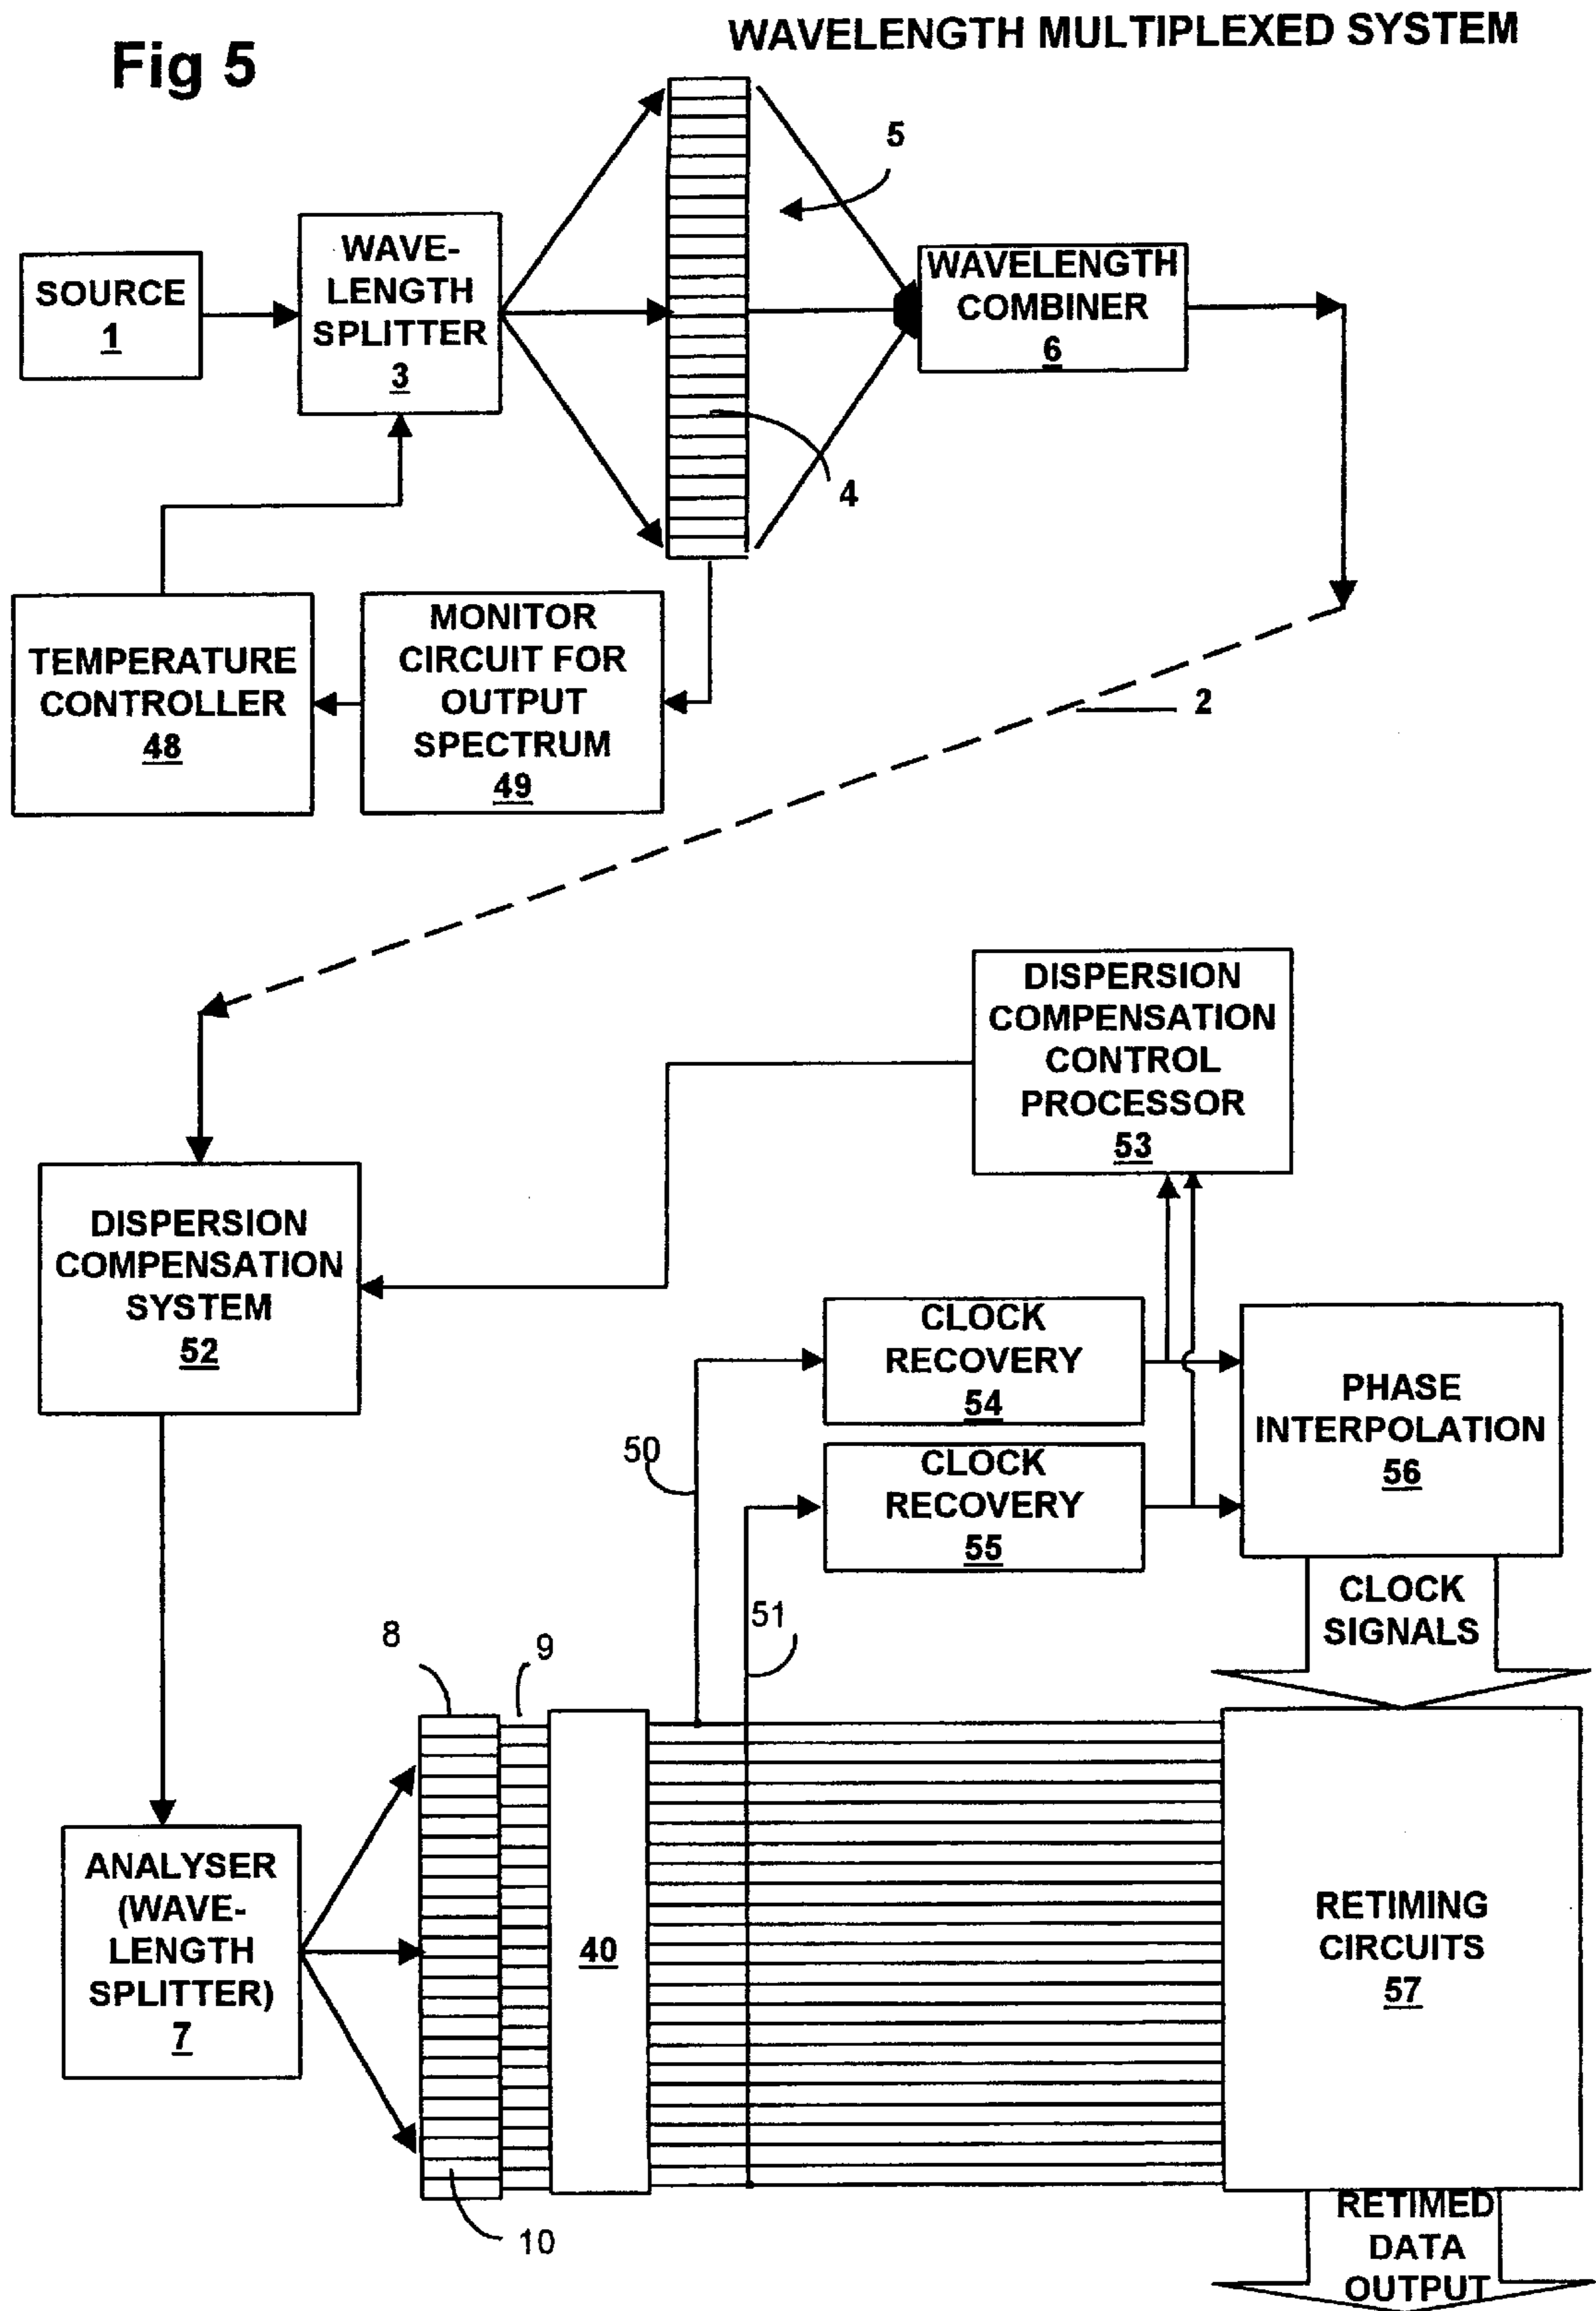 WAVELENGTH MULTIPLEXED SYSTEM
Fig 5
5
SOURCE
1
WAVE-
LENGTH
SPLITTER
3
WAVELENGTH
COMBINER
6
4
TEMPERATURE
CONTROLLER
48
MONITOR
CIRCUIT FOR
OUTPUT
SPECTRUM
49
2
DISPERSION
COMPENSATION
CONTROL
PROCESSOR
53
DISPERSION
COMPENSATION
SYSTEM
52
CLOCK
RECOVERY
54
PHASE
INTERPOLATION
56
50
CLOCK
RECOVERY
55
CLOCK
SIGNALS
51
8
9
ANALYSER
(WAVE-
LENGTH
SPLITTER)
7
40
RETIMING
CIRCUITS
57
10
RETIMED
DATA
OUTPUT